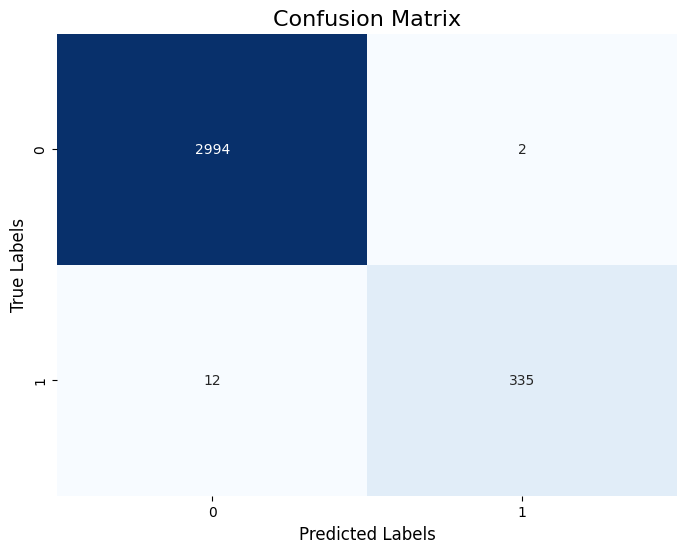 Confusion Matrix
True Labels
0
2994
2
1
12
335
0
1
Predicted Labels